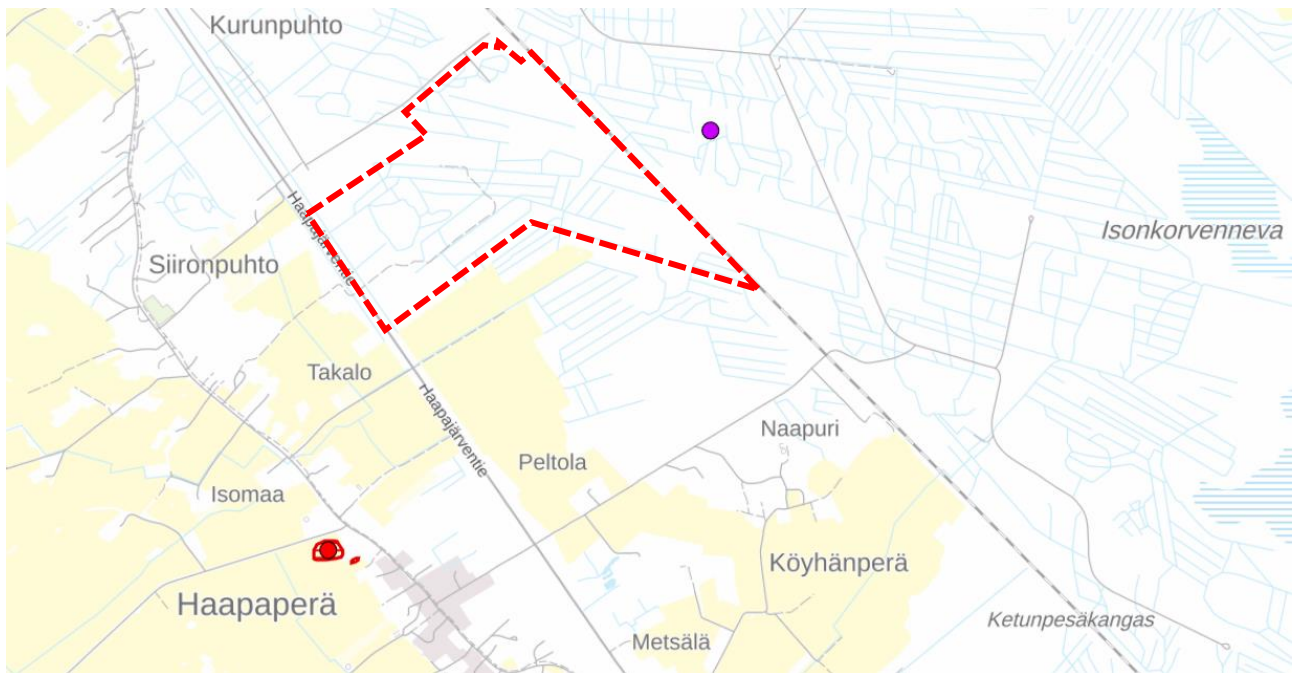 Kurunpuhto
Haapajärventie
Isonkorvenneva
Siironpuhto
Takalo
Haapajärventie
Naapuri
Peltola
Isomaa
Köyhänperä
Haapaperä
Ketunpesäkangas
Metsälä